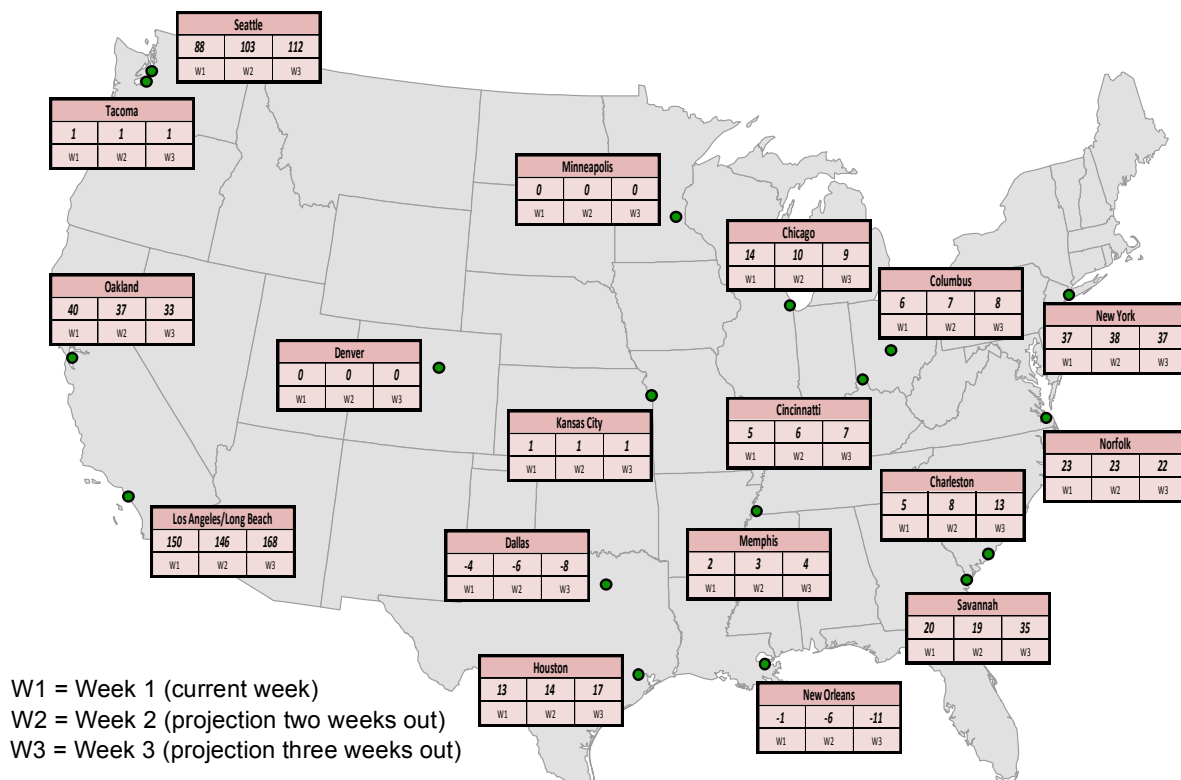 Seattle
88 103 112
W1 W2 W3
Tacoma
1 1 1
W1 W2 W3
Minneapolis
0 0 0
W1 W2 W3
Chicago
14 10 9
W1 W2 W3
Columbus
6 7 8
W1 W2 W3
Oakland
40 37 33
W1 W2 W3
New York
37 38 37
W1 W2 W3
Denver
0 0 0
W1 W2 W3
Kansas City
1 1 1
W1 W2 W3
Cincinnatti
5 6 7
W1 W2 W3
Norfolk
23 23 22
W1 W2 W3
Charleston
5 8 13
W1 W2 W3
Los Angeles/Long Beach
150 146 168
W1 W2 W3
Dallas
-4 -6 -8
W1 W2 W3
Memphis
2 3 4
W1 W2 W3
Savannah
20 19 35
W1 W2 W3
Houston
13 14 17
W1 W2 W3
New Orleans
-1 -6 -11
W1 W2 W3
W1 = Week 1 (current week)
W2 = Week 2 (projection two weeks out)
W3 = Week 3 (projection three weeks out)